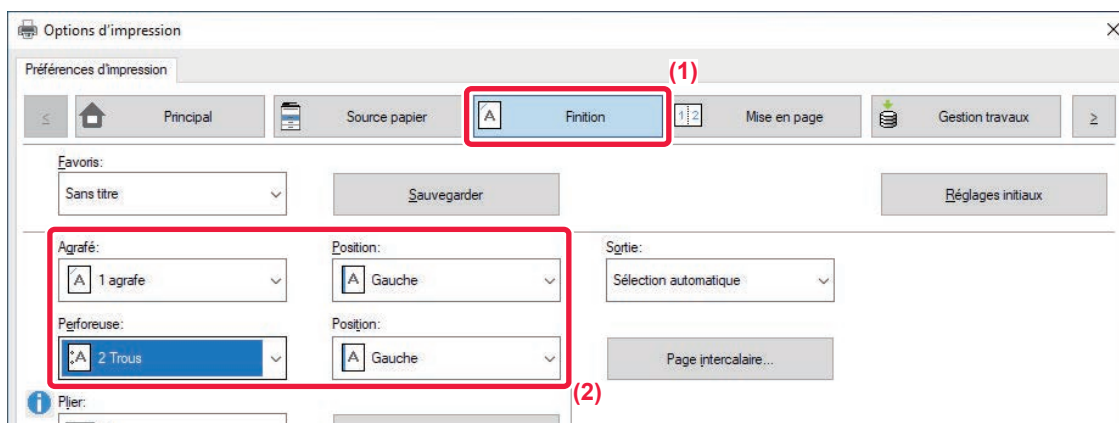 Options d'impression
Préférences d'impression
(1)
Principal
Source papier
Finition
Mise en page
Gestion travaux
Favoris:
Sans titre
Sauvegarder
Réglages initiaux
Agrafé:
Position:
Sortie:
1 agrafe
Gauche
Sélection automatique
Perforeuse:
Position:
2 Trous
Gauche
Page intercalaire...
(2)
Plier: